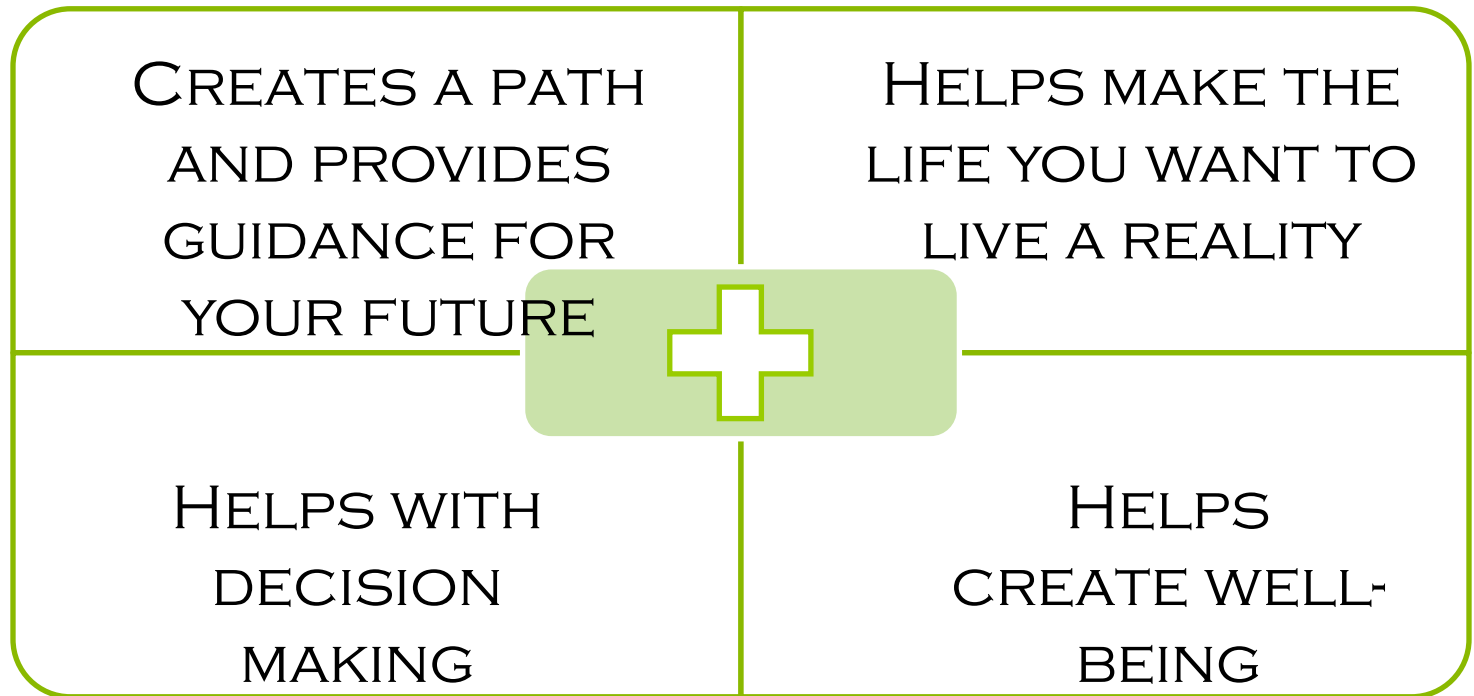 Creates a path
and provides
guidance for
your future
Helps make the
life you want to
live a reality
Helps with
decision
making
Helps
create well-
being